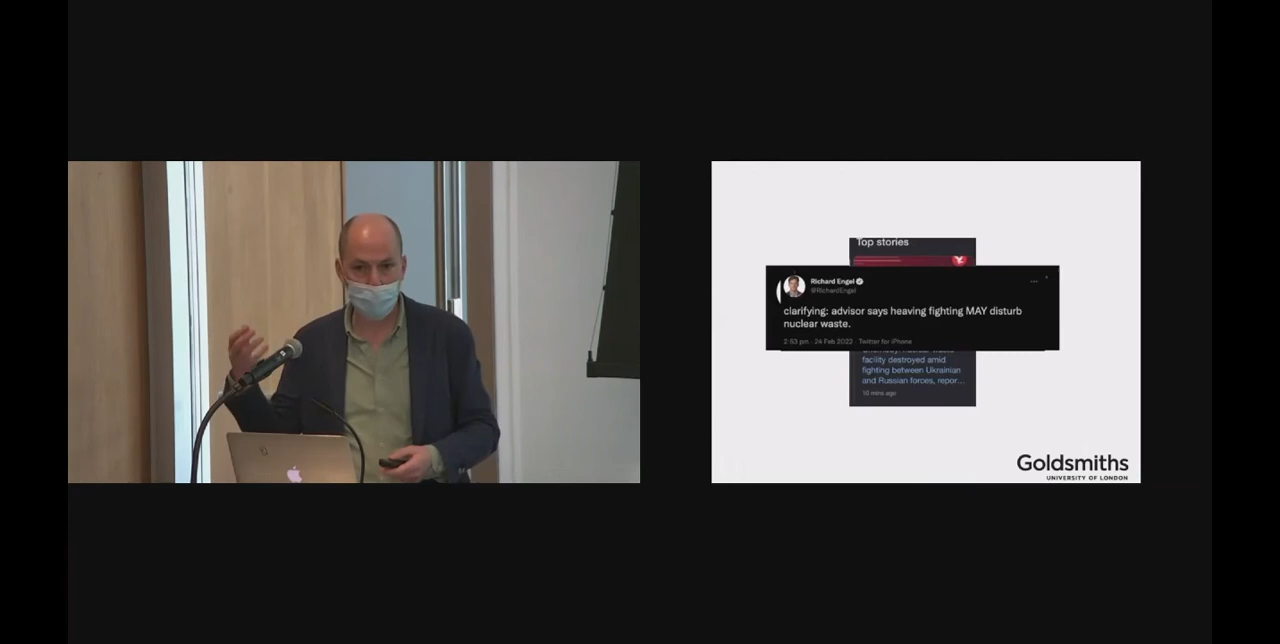 Top stories
Richard Engel
@RichardEngel
clarifying: advisor says heaving fighting MAY disturb
nuclear waste.
2:53 pm · 24 Feb 2022 · Twitter for iPhone
facility destroyed amid
fighting between Ukrainian
and Russian forces, repor...
10 mins ago
Goldsmiths
UNIVERSITY OF LONDON